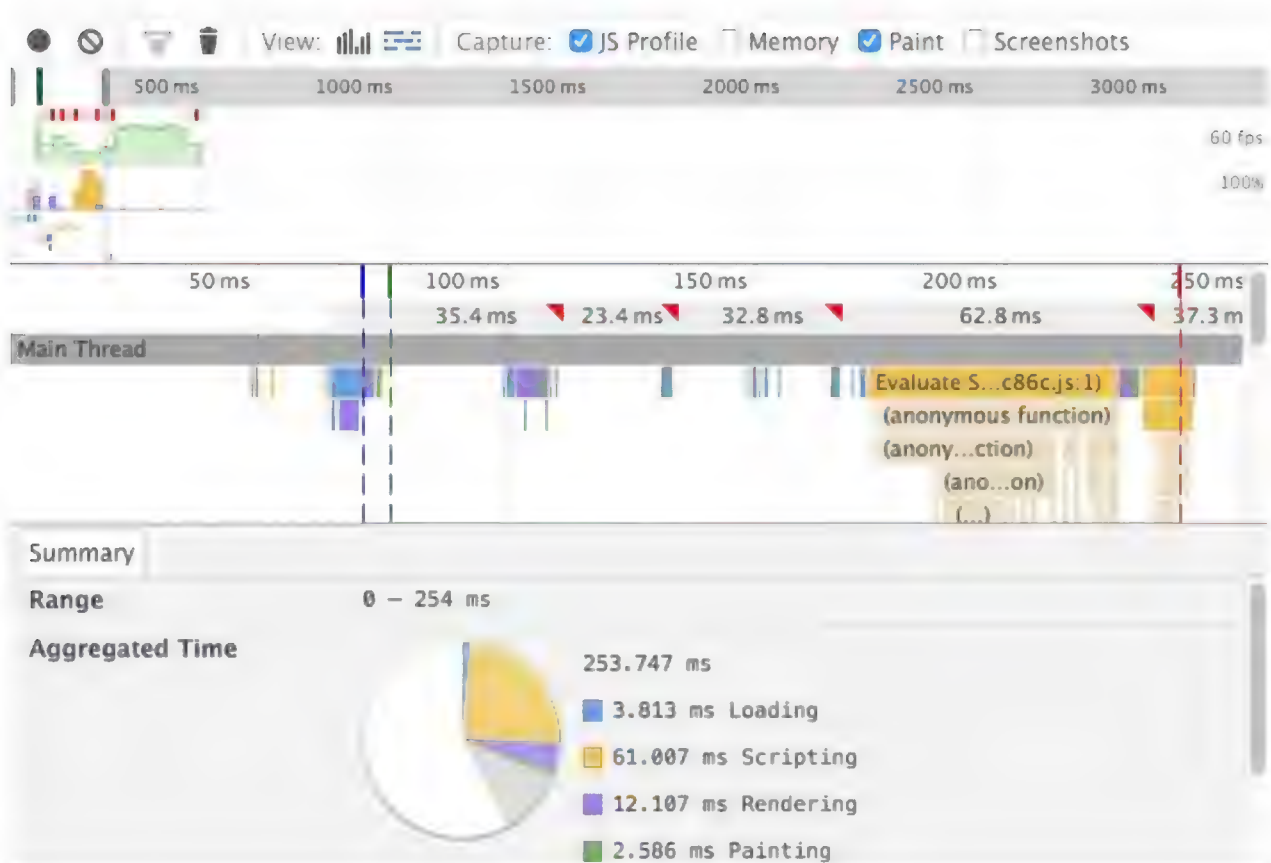 View: Capture: JS Profile Memory Paint Screenshots
500 ms 1000 ms 1500 ms 2000 ms 2500 ms 3000 ms
60 fps
100%
50 ms 100 ms 150 ms 200 ms 250 ms
35.4 ms 23.4 ms 32.8 ms 62.8 ms 37.3 m
Main Thread
Evaluate S...c86c.js:1)
(anonymous function)
(anony...ction)
(ano...on)
(...)
Summary
Range 0 – 254 ms
Aggregated Time
253.747 ms
3.813 ms Loading
61.007 ms Scripting
12.107 ms Rendering
2.586 ms Painting